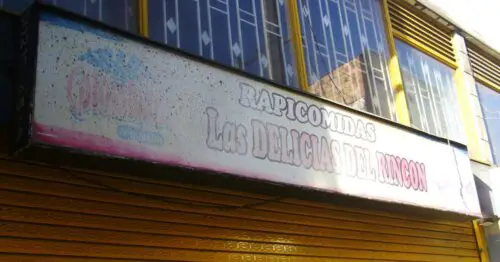 RAPICOMIDAS
Las DELICIAS DEL RINCON